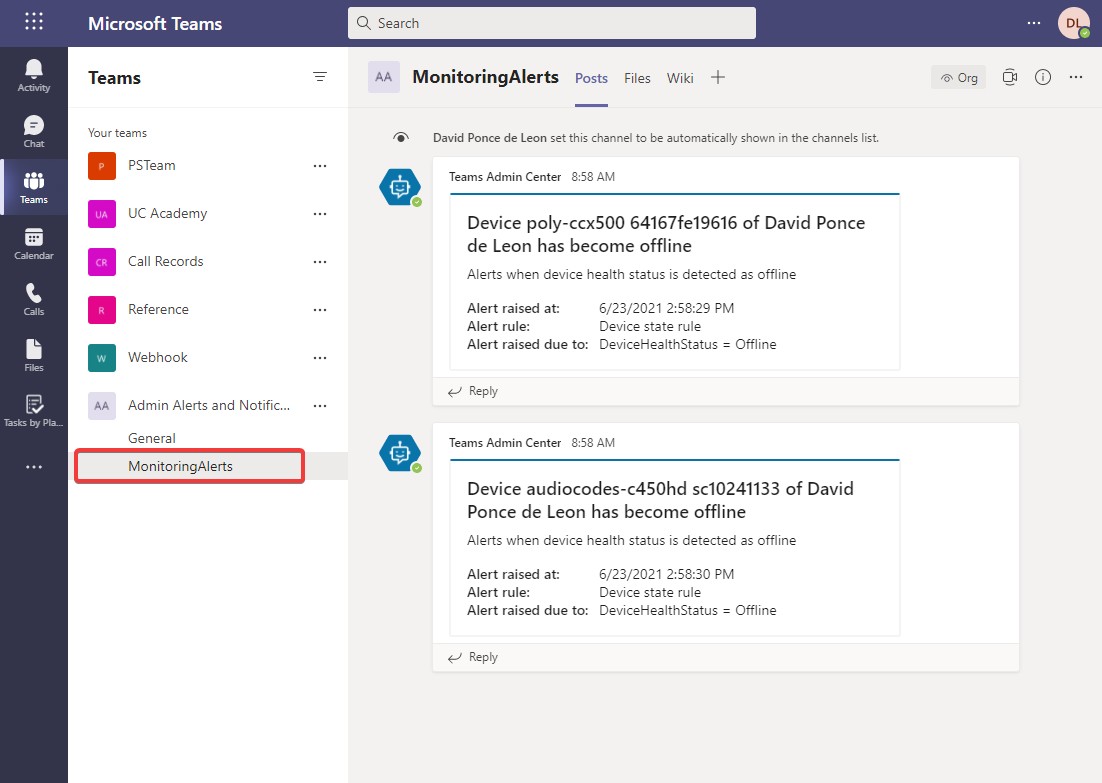 Microsoft Teams
Search
DL
Activity
Chat
Teams
Calendar
Calls
Files
Tasks by Pla...
Teams
Your teams
P PSTeam
UA UC Academy
CR Call Records
R Reference
W Webhook
AA Admin Alerts and Notific...
General
MonitoringAlerts
AA MonitoringAlerts Posts Files Wiki Org
David Ponce de Leon set this channel to be automatically shown in the channels list.
Teams Admin Center 8:58 AM
Device poly-ccx500 64167fe19616 of David Ponce
de Leon has become offline
Alerts when device health status is detected as offline
Alert raised at: 6/23/2021 2:58:29 PM
Alert rule: Device state rule
Alert raised due to: DeviceHealthStatus = Offline
Reply
Teams Admin Center 8:58 AM
Device audiocodes-c450hd sc10241133 of David
Ponce de Leon has become offline
Alerts when device health status is detected as offline
Alert raised at: 6/23/2021 2:58:30 PM
Alert rule: Device state rule
Alert raised due to: DeviceHealthStatus = Offline
Reply